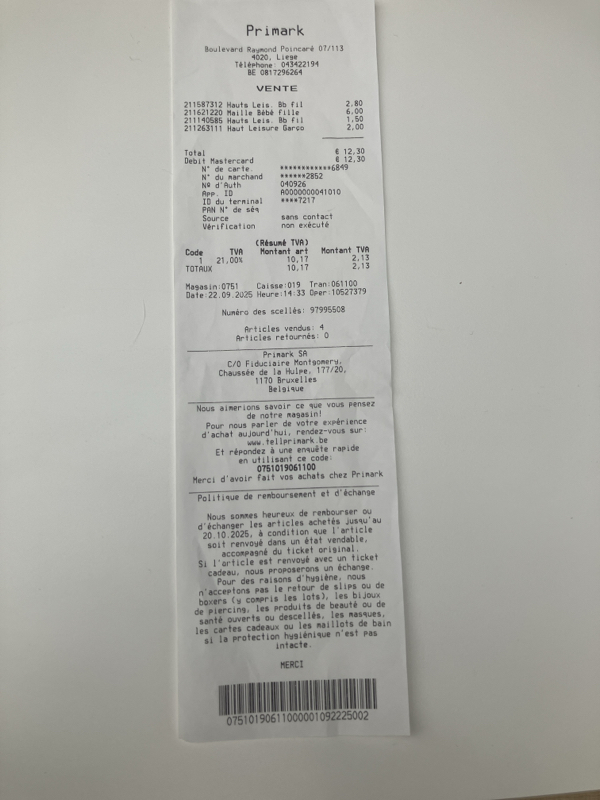 Primark
Boulevard Raymond Poincaré 07/113
4020, Liege
Téléphone: 043422194
BE 0817296264
VENTE
211587312 Hauts Leis. Bb fil 2,80
211621220 Maille Bébé fille 6,00
211140585 Hauts Leis. Bb fil 1,50
211263111 Haut Leisure Garço 2,00
Total € 12,30
Debit Mastercard € 12,30
N° de carte ************6849
N° du marchand ******2852
Nº d'Auth 040926
App. ID A0000000041010
ID du terminal ****7217
PAN N° de séq
Source sans contact
Vérification non exécuté
(Résumé TVA)
Code TVA Montant art Montant TVA
1 21,00% 10,17 2,13
TOTAUX 10,17 2,13
Magasin:0751 Caisse:019 Tran:061100
Date:22.09.2025 Heure:14:33 Oper:10527379
Numéro des scellés: 97995508
Articles vendus: 4
Articles retournés: 0
Primark SA
C/O Fiduciaire Montgomery,
Chaussée de la Hulpe, 177/20,
1170 Bruxelles
Belgique
Nous aimerions savoir ce que vous pensez
de notre magasin!
Pour nous parler de votre expérience
d'achat aujourd'hui, rendez-vous sur:
www.tellprimark.be
Et répondez à une enquête rapide
en utilisant ce code:
0751019061100
Merci d'avoir fait vos achats chez Primark
Politique de remboursement et d'échange
Nous sommes heureux de rembourser ou
d'échanger les articles achetés jusqu'au
20.10.2025, à condition que l'article
soit renvoyé dans un état vendable,
accompagné du ticket original.
Si l'article est renvoyé avec un ticket
cadeau, nous proposerons un échange.
Pour des raisons d'hygiène, nous
n'acceptons pas le retour de slips ou de
boxers (y compris les lots), les bijoux
de piercing, les produits de beauté ou de
santé ouverts ou descellés, les masques,
les cartes cadeaux ou les maillots de bain
si la protection hygiénique n'est pas
intacte.
MERCI
07510190611000001092225002